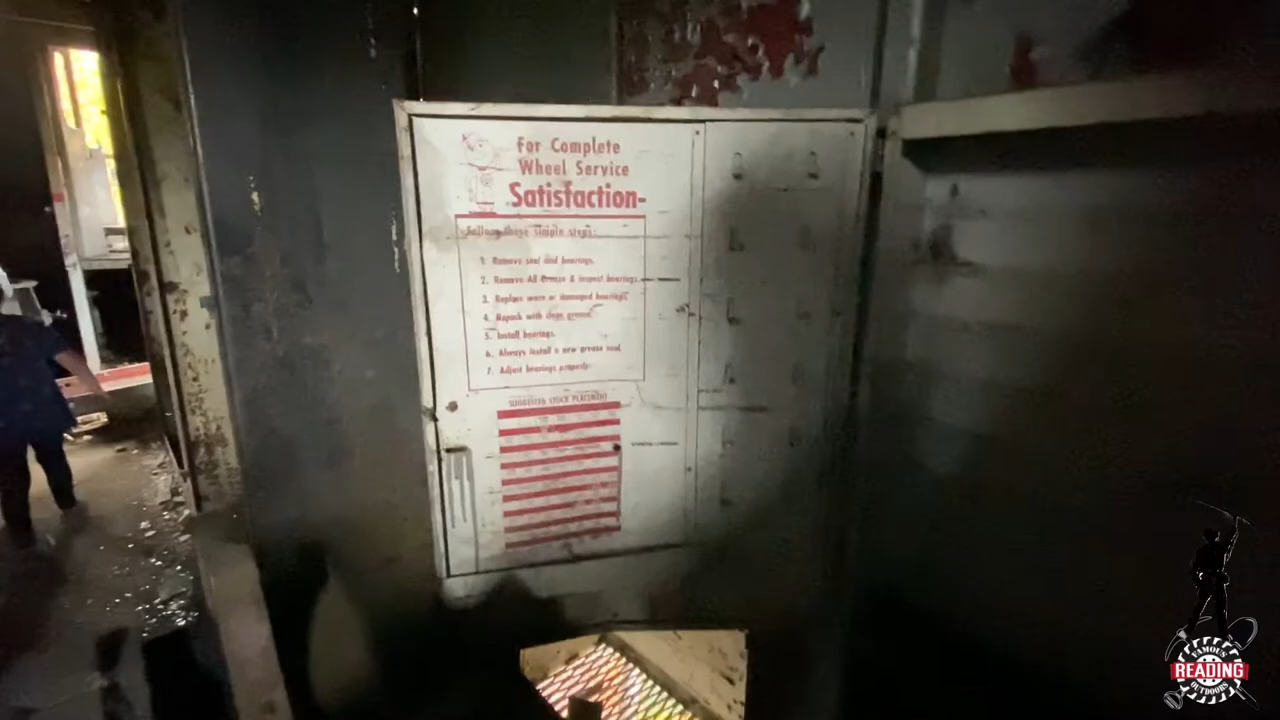 For Complete
Wheel Service
Satisfaction-
Follow these simple steps:
1. Remove seal and bearings.
2. Remove All Grease & inspect bearings.
3. Replace worn or damaged bearings.
4. Repack with clean grease.
5. Install bearings.
6. Always install a new grease seal.
7. Adjust bearings properly.
SUGGESTED STOCK PLACEMENT
FAMOUS
READING
OUTDOORS